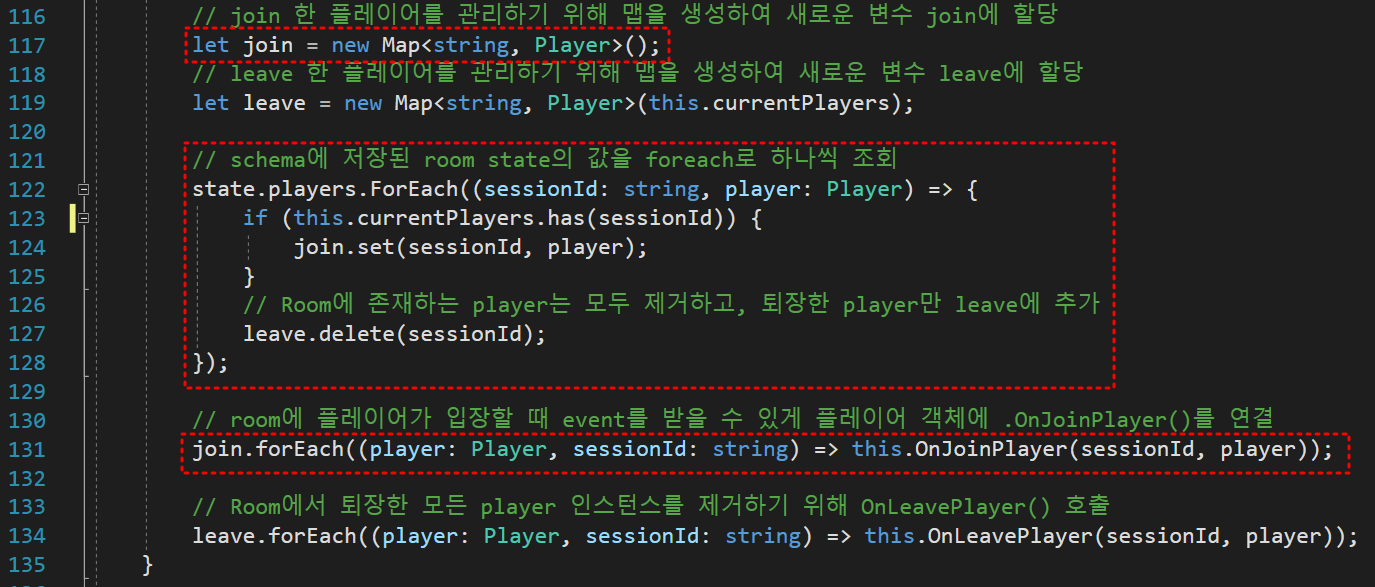 116 // join 한 플레이어를 관리하기 위해 맵을 생성하여 새로운 변수 join에 할당
117 let join = new Map<string, Player>();
118 // leave 한 플레이어를 관리하기 위해 맵을 생성하여 새로운 변수 leave에 할당
119 let leave = new Map<string, Player>(this.currentPlayers);
120
121 // schema에 저장된 room state의 값을 foreach로 하나씩 조회
122 state.players.ForEach((sessionId: string, player: Player) => {
123 if (this.currentPlayers.has(sessionId)) {
124 join.set(sessionId, player);
125 }
126 // Room에 존재하는 player는 모두 제거하고, 퇴장한 player만 leave에 추가
127 leave.delete(sessionId);
128 });
129
130 // room에 플레이어가 입장할 때 event를 받을 수 있게 플레이어 객체에 .OnJoinPlayer()를 연결
131 join.forEach((player: Player, sessionId: string) => this.OnJoinPlayer(sessionId, player));
132
133 // Room에서 퇴장한 모든 player 인스턴스를 제거하기 위해 OnLeavePlayer() 호출
134 leave.forEach((player: Player, sessionId: string) => this.OnLeavePlayer(sessionId, player));
135 }